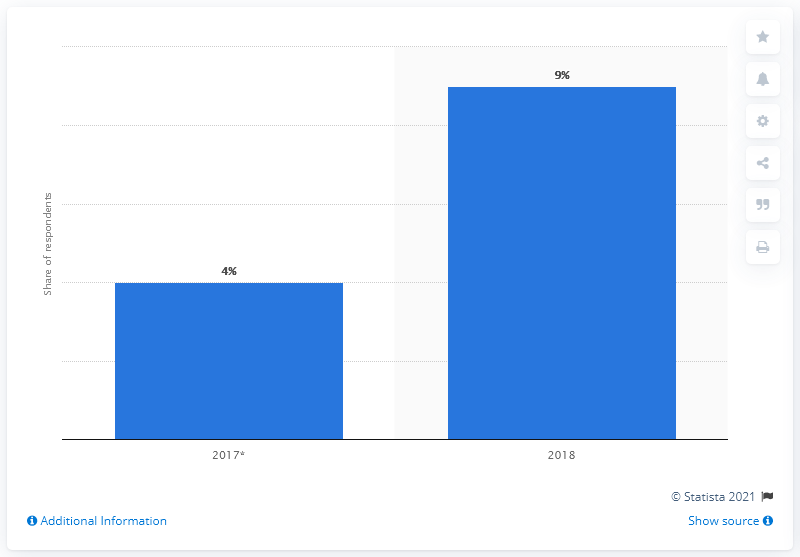 9%
4%
Share of respondents
2017*
2018
© Statista 2021
Additional Information
Show source